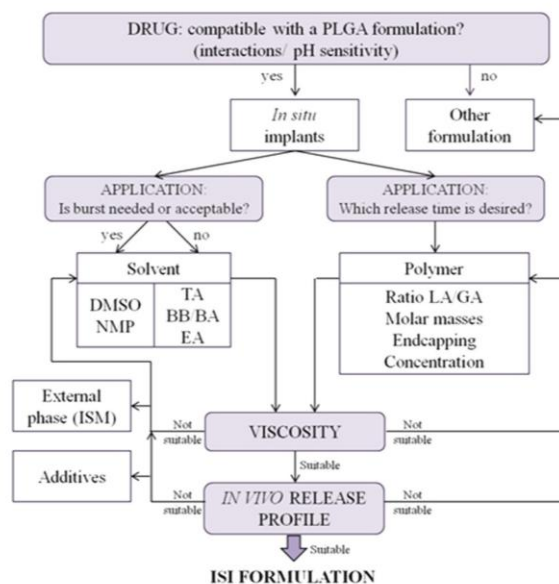 DRUG: compatible with a PLGA formulation?
(interactions/ pH sensitivity)
yes
no
In situ
implants
Other
formulation
APPLICATION:
Is burst needed or acceptable?
APPLICATION:
Which release time is desired?
yes
no
Solvent
DMSO
NMP
TA
BB/BA
EA
Polymer
Ratio LA/GA
Molar masses
Endcapping
Concentration
External
phase (ISM)
Not
suitable
VISCOSITY
Not
suitable
Suitable
Additives
Not
suitable
IN VIVO RELEASE
PROFILE
Not
suitable
Suitable
ISI FORMULATION